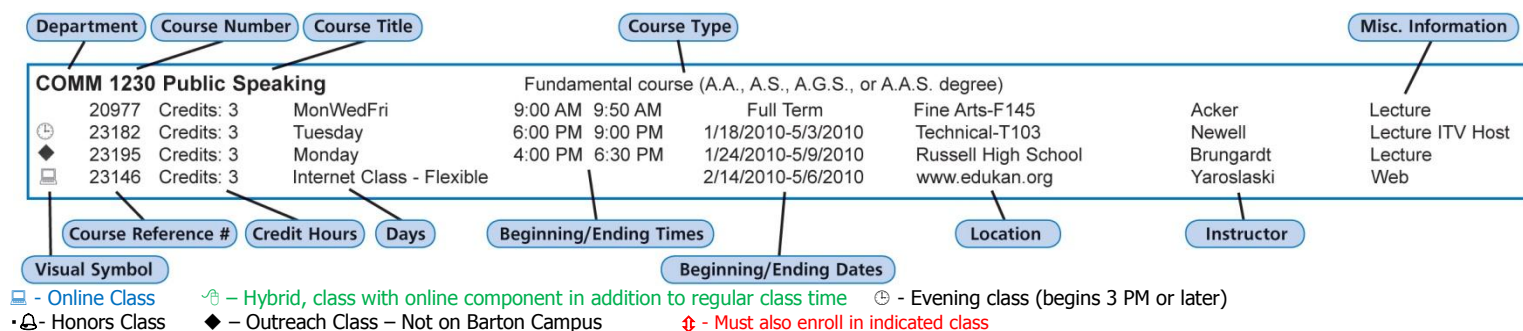 Department Course Number Course Title Course Type Misc. Information
COMM 1230 Public Speaking Fundamental course (A.A., A.S., A.G.S., or A.A.S. degree)
20977 Credits: 3 MonWedFri 9:00 AM 9:50 AM Full Term Fine Arts-F145 Acker Lecture
23182 Credits: 3 Tuesday 6:00 PM 9:00 PM 1/18/2010-5/3/2010 Technical-T103 Newell Lecture ITV Host
23195 Credits: 3 Monday 4:00 PM 6:30 PM 1/24/2010-5/9/2010 Russell High School Brungardt Lecture
23146 Credits: 3 Internet Class - Flexible 2/14/2010-5/6/2010 www.edukan.org Yaroslaski Web
Course Reference # Credit Hours Days Beginning/Ending Times Location Instructor
Visual Symbol Beginning/Ending Dates
- Online Class – Hybrid, class with online component in addition to regular class time - Evening class (begins 3 PM or later)
- Honors Class ◆ – Outreach Class – Not on Barton Campus - Must also enroll in indicated class